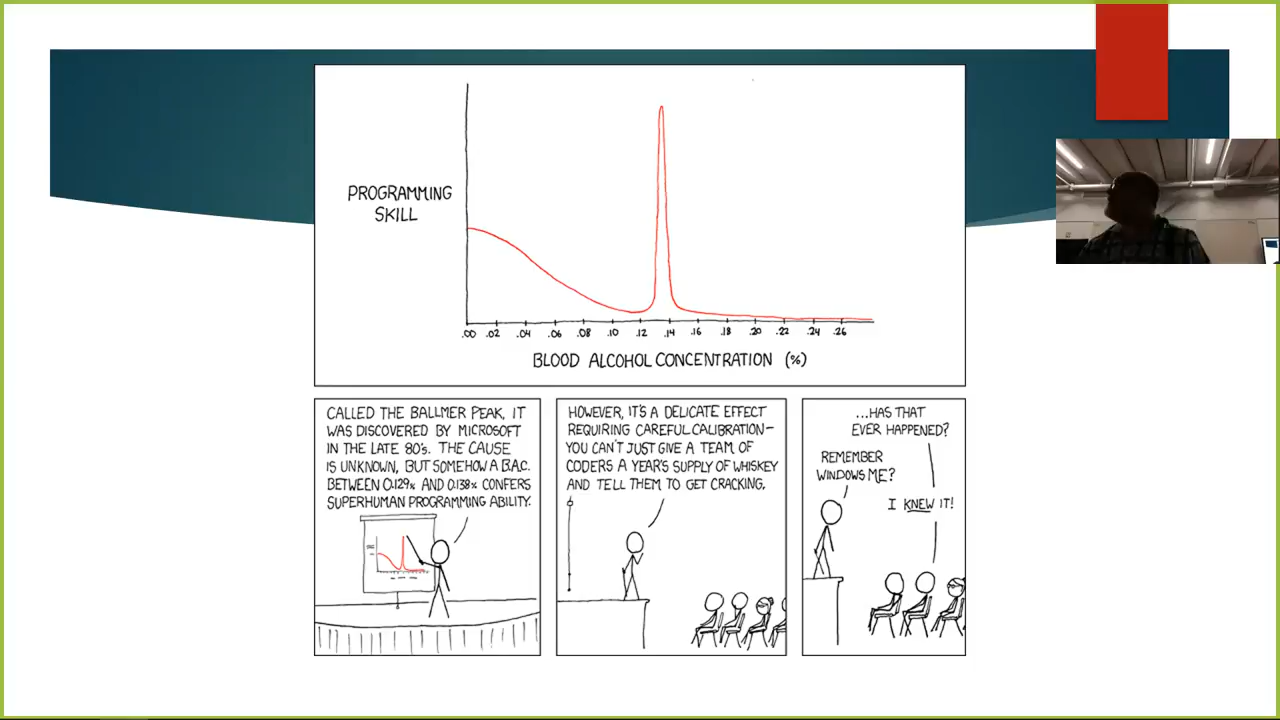 PROGRAMMING
SKILL
.00 .02 .04 .06 .08 .10 .12 .14 .16 .18 .20 .22 .24 .26
BLOOD ALCOHOL CONCENTRATION (%)
CALLED THE BALLMER PEAK, IT
WAS DISCOVERED BY MICROSOFT
IN THE LATE 80's. THE CAUSE
IS UNKNOWN, BUT SOMEHOW A B.A.C.
BETWEEN 0.129% AND 0.138% CONFERS
SUPERHUMAN PROGRAMMING ABILITY.
HOWEVER, IT'S A DELICATE EFFECT
REQUIRING CAREFUL CALIBRATION—
YOU CAN'T JUST GIVE A TEAM OF
CODERS A YEAR'S SUPPLY OF WHISKEY
AND TELL THEM TO GET CRACKING.
...HAS THAT
EVER HAPPENED?
REMEMBER
WINDOWS ME?
I KNEW IT!